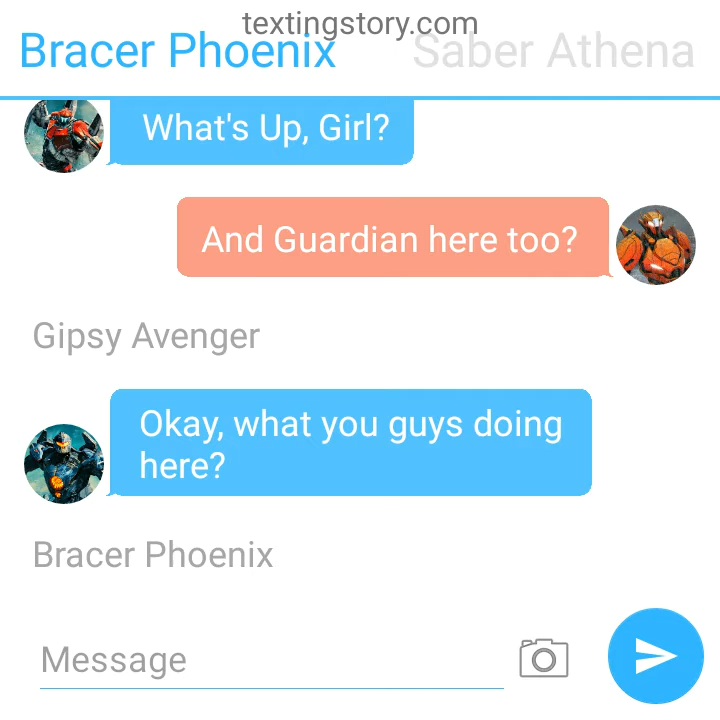 textingstory.com
Bracer Phoenix
Saber Athena
What's Up, Girl?
And Guardian here too?
Gipsy Avenger
Okay, what you guys doing
here?
Bracer Phoenix
Message